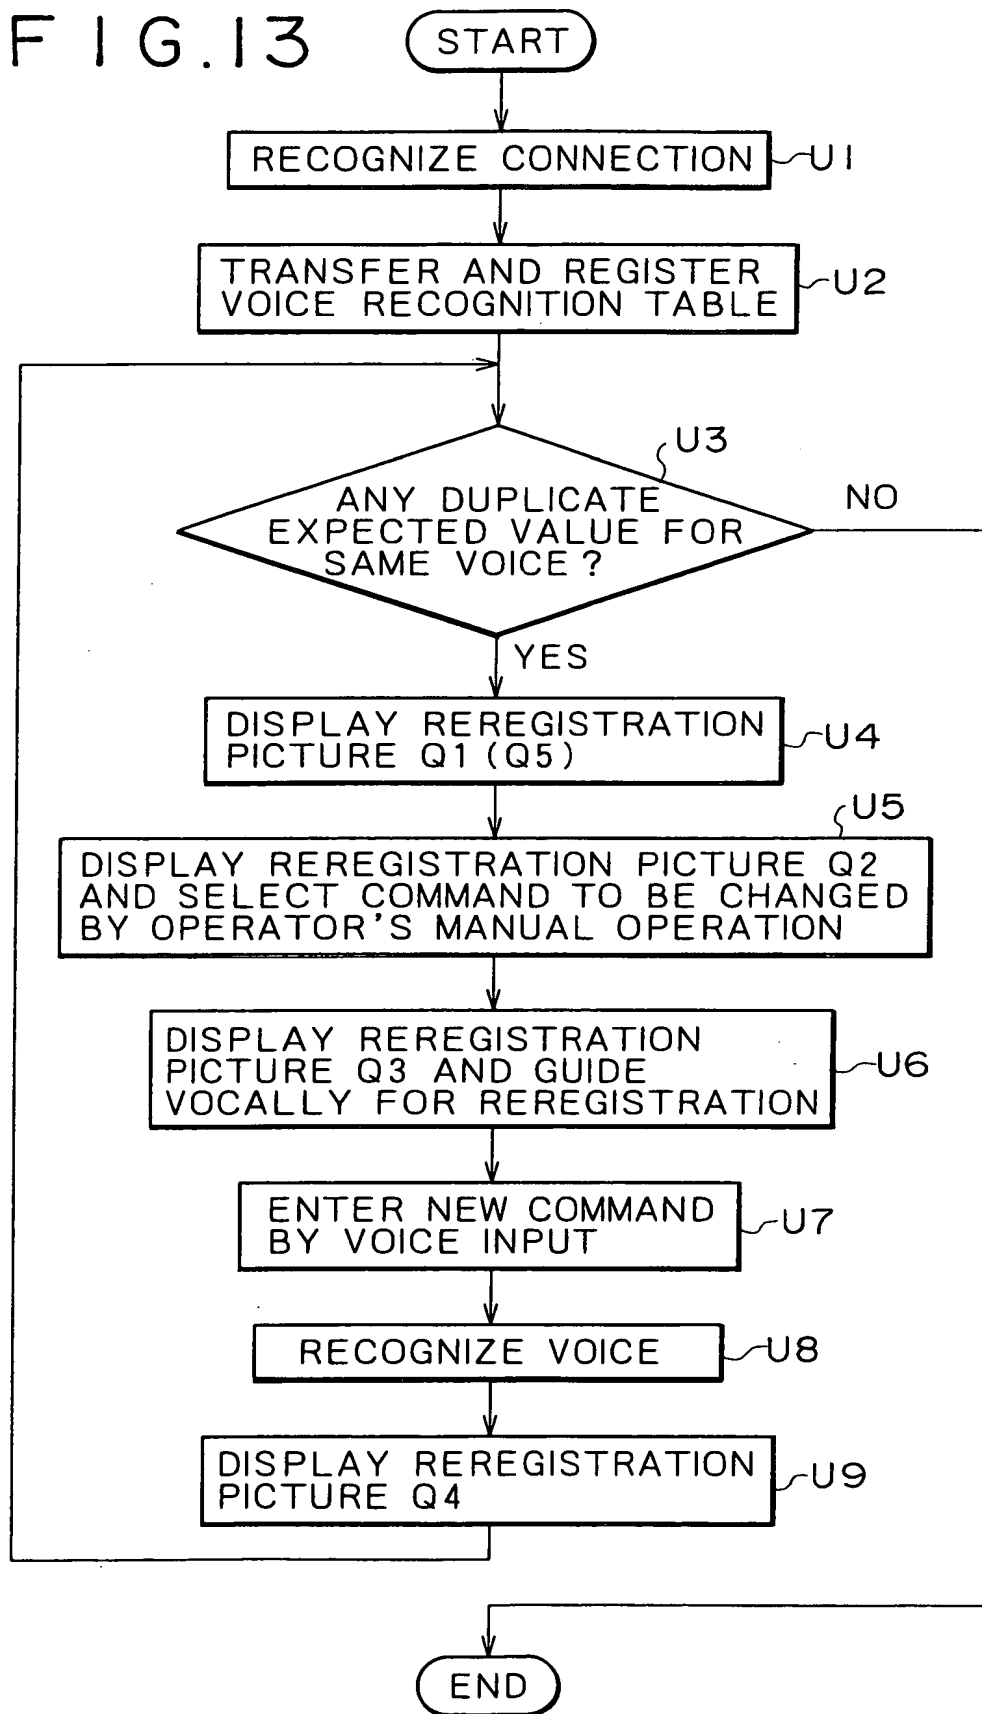 FIG.13
START
RECOGNIZE CONNECTION
U1
TRANSFER AND REGISTER
VOICE RECOGNITION TABLE
U2
U3
ANY DUPLICATE
EXPECTED VALUE FOR
SAME VOICE?
NO
YES
DISPLAY REREGISTRATION
PICTURE Q1(Q5)
U4
U5
DISPLAY REREGISTRATION PICTURE Q2
AND SELECT COMMAND TO BE CHANGED
BY OPERATOR'S MANUAL OPERATION
DISPLAY REREGISTRATION
PICTURE Q3 AND GUIDE
VOCALLY FOR REREGISTRATION
U6
ENTER NEW COMMAND
BY VOICE INPUT
U7
RECOGNIZE VOICE
U8
DISPLAY REREGISTRATION
PICTURE Q4
U9
END